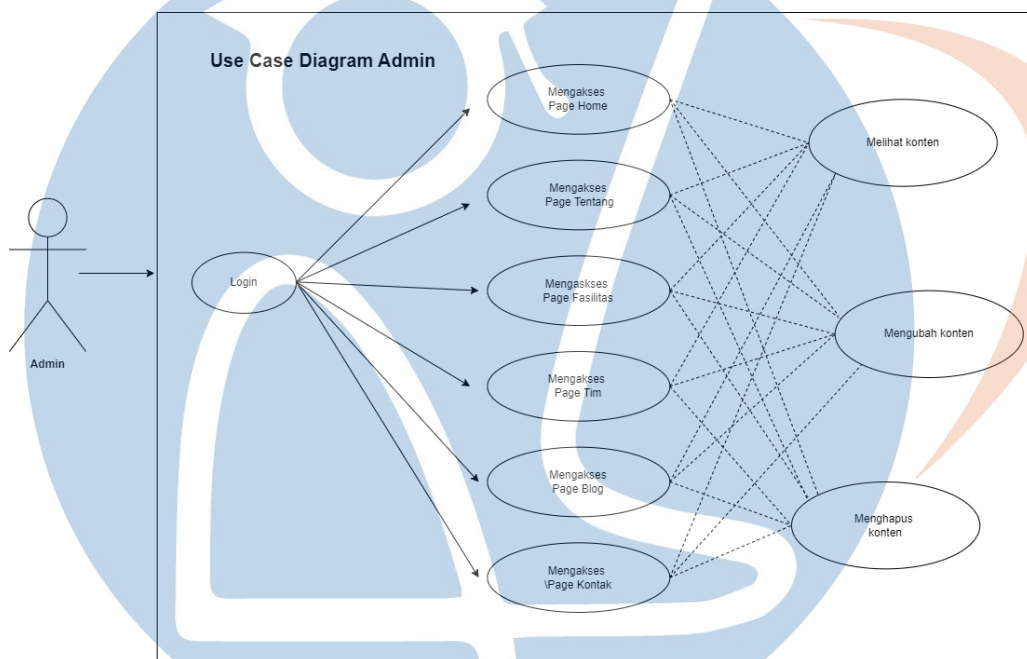 Use Case Diagram Admin
Mengakses
Page Home
Melihat konten
Mengakses
Page Tentang
Login
Mengaskses
Page Fasilitas
Mengubah konten
Admin
Mengakses
Page Tim
Mengakses
Page Blog
Menghapus
konten
Mengakses
\Page Kontak